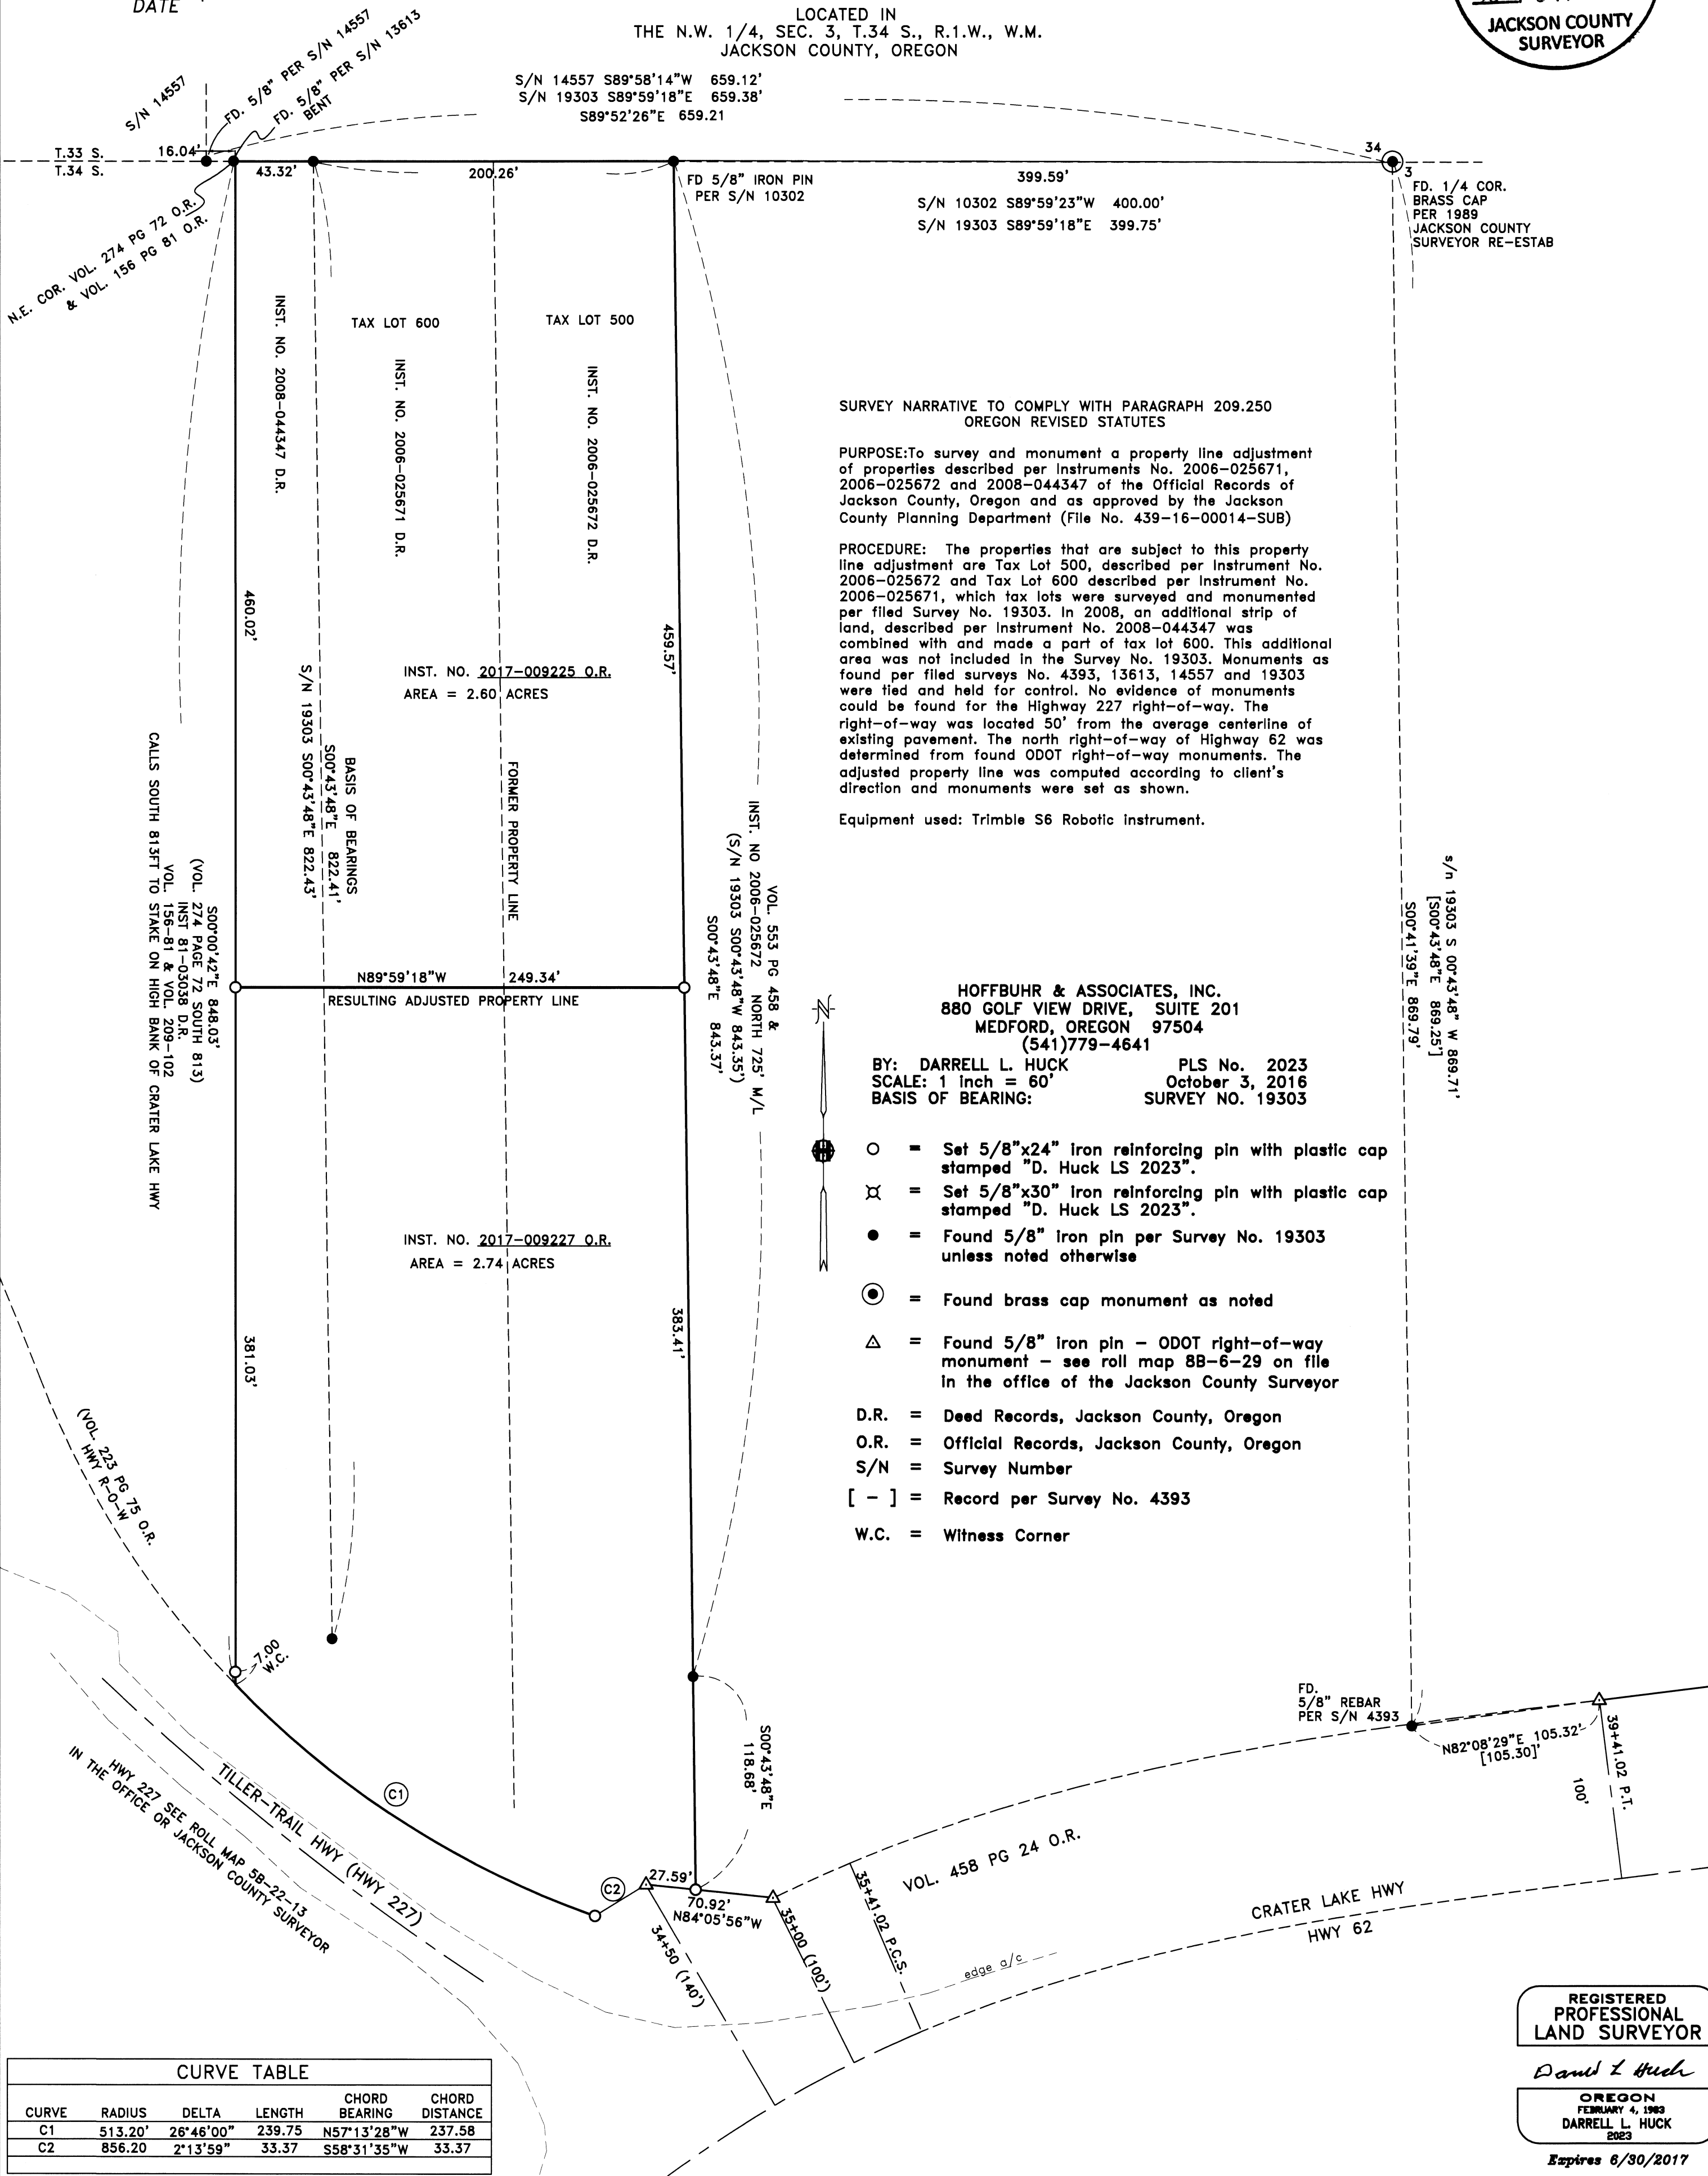 DATE
LOCATED IN
THE N.W. 1/4, SEC. 3, T.34 S., R.1.W., W.M.
JACKSON COUNTY, OREGON
JACKSON COUNTY
SURVEYOR
S/N 14557 S89°58'14"W 659.12'
S/N 19303 S89°59'18"E 659.38'
S89°52'26"E 659.21
S/N 14557
FD. 5/8" PER S/N 14557
FD. 5/8" PER S/N 13613
BENT
T.33 S.
T.34 S.
16.04'
43.32'
200.26'
FD 5/8" IRON PIN
PER S/N 10302
399.59'
S/N 10302 S89°59'23"W 400.00'
S/N 19303 S89°59'18"E 399.75'
34
3
FD. 1/4 COR.
BRASS CAP
PER 1989
JACKSON COUNTY
SURVEYOR RE-ESTAB
N.E. COR. VOL. 274 PG 72 O.R.
& VOL. 156 PG 81 O.R.
INST. NO. 2008-044347 D.R.
TAX LOT 600
INST. NO. 2006-025671 D.R.
TAX LOT 500
INST. NO. 2006-025672 D.R.
460.02'
459.57'
INST. NO. 2017-009225 O.R.
AREA = 2.60 ACRES
S/N 19303 S00°43'48"E 822.43'
S00°43'48"E 822.41'
BASIS OF BEARINGS
FORMER PROPERTY LINE
CALLS SOUTH 813FT TO STAKE ON HIGH BANK OF CRATER LAKE HWY
VOL. 156-81 & VOL. 209-102
INST 81-03038 D.R.
(VOL. 274 PAGE 72 SOUTH 813)
S00°00'42"E 848.03'
VOL. 553 PG 458 &
INST. NO 2006-025672 NORTH 725' M/L
(S/N 19303 S00°43'48"W 843.35')
S00°43'48"E 843.37'
N89°59'18"W 249.34'
RESULTING ADJUSTED PROPERTY LINE
SURVEY NARRATIVE TO COMPLY WITH PARAGRAPH 209.250
OREGON REVISED STATUTES
PURPOSE:To survey and monument a property line adjustment
of properties described per Instruments No. 2006-025671,
2006-025672 and 2008-044347 of the Official Records of
Jackson County, Oregon and as approved by the Jackson
County Planning Department (File No. 439-16-00014-SUB)
PROCEDURE: The properties that are subject to this property
line adjustment are Tax Lot 500, described per Instrument No.
2006-025672 and Tax Lot 600 described per Instrument No.
2006-025671, which tax lots were surveyed and monumented
per filed Survey No. 19303. In 2008, an additional strip of
land, described per Instrument No. 2008-044347 was
combined with and made a part of tax lot 600. This additional
area was not included in the Survey No. 19303. Monuments as
found per filed surveys No. 4393, 13613, 14557 and 19303
were tied and held for control. No evidence of monuments
could be found for the Highway 227 right-of-way. The
right-of-way was located 50' from the average centerline of
existing pavement. The north right-of-way of Highway 62 was
determined from found ODOT right-of-way monuments. The
adjusted property line was computed according to client's
direction and monuments were set as shown.
Equipment used: Trimble S6 Robotic instrument.
s/n 19303 S 00°43'48" W 869.71'
[S00°43'48"E 869.25']
S00°41'39"E 869.79'
N
HOFFBUHR & ASSOCIATES, INC.
880 GOLF VIEW DRIVE, SUITE 201
MEDFORD, OREGON 97504
(541)779-4641
BY: DARRELL L. HUCK PLS No. 2023
SCALE: 1 inch = 60' October 3, 2016
BASIS OF BEARING: SURVEY NO. 19303
= Set 5/8"x24" iron reinforcing pin with plastic cap
stamped "D. Huck LS 2023".
= Set 5/8"x30" iron reinforcing pin with plastic cap
stamped "D. Huck LS 2023".
= Found 5/8" iron pin per Survey No. 19303
unless noted otherwise
= Found brass cap monument as noted
= Found 5/8" iron pin - ODOT right-of-way
monument - see roll map 8B-6-29 on file
in the office of the Jackson County Surveyor
D.R. = Deed Records, Jackson County, Oregon
O.R. = Official Records, Jackson County, Oregon
S/N = Survey Number
[ - ] = Record per Survey No. 4393
W.C. = Witness Corner
INST. NO. 2017-009227 O.R.
AREA = 2.74 ACRES
381.03'
383.41'
(VOL. 223 PG 75 O.R.
HWY R-O-W
7.00
W.C.
S00°43'48"E
118.68'
FD.
5/8" REBAR
PER S/N 4393
N82°08'29"E 105.32'
[105.30]'
39+41.02 P.T.
100'
TILLER-TRAIL HWY (HWY 227)
HWY 227 SEE ROLL MAP 5B-22-13
IN THE OFFICE OR JACKSON COUNTY SURVEYOR
C1
C2
27.59'
70.92'
N84°05'56"W
34+50 (140')
35+00 (100')
35+41.02 P.C.S.
VOL. 458 PG 24 O.R.
CRATER LAKE HWY
HWY 62
edge a/c
CURVE TABLE
CURVE RADIUS DELTA LENGTH CHORD BEARING CHORD DISTANCE
C1 513.20' 26°46'00" 239.75 N57°13'28"W 237.58
C2 856.20 2°13'59" 33.37 S58°31'35"W 33.37
REGISTERED
PROFESSIONAL
LAND SURVEYOR
OREGON
FEBRUARY 4, 1983
DARRELL L. HUCK
2023
Expires 6/30/2017